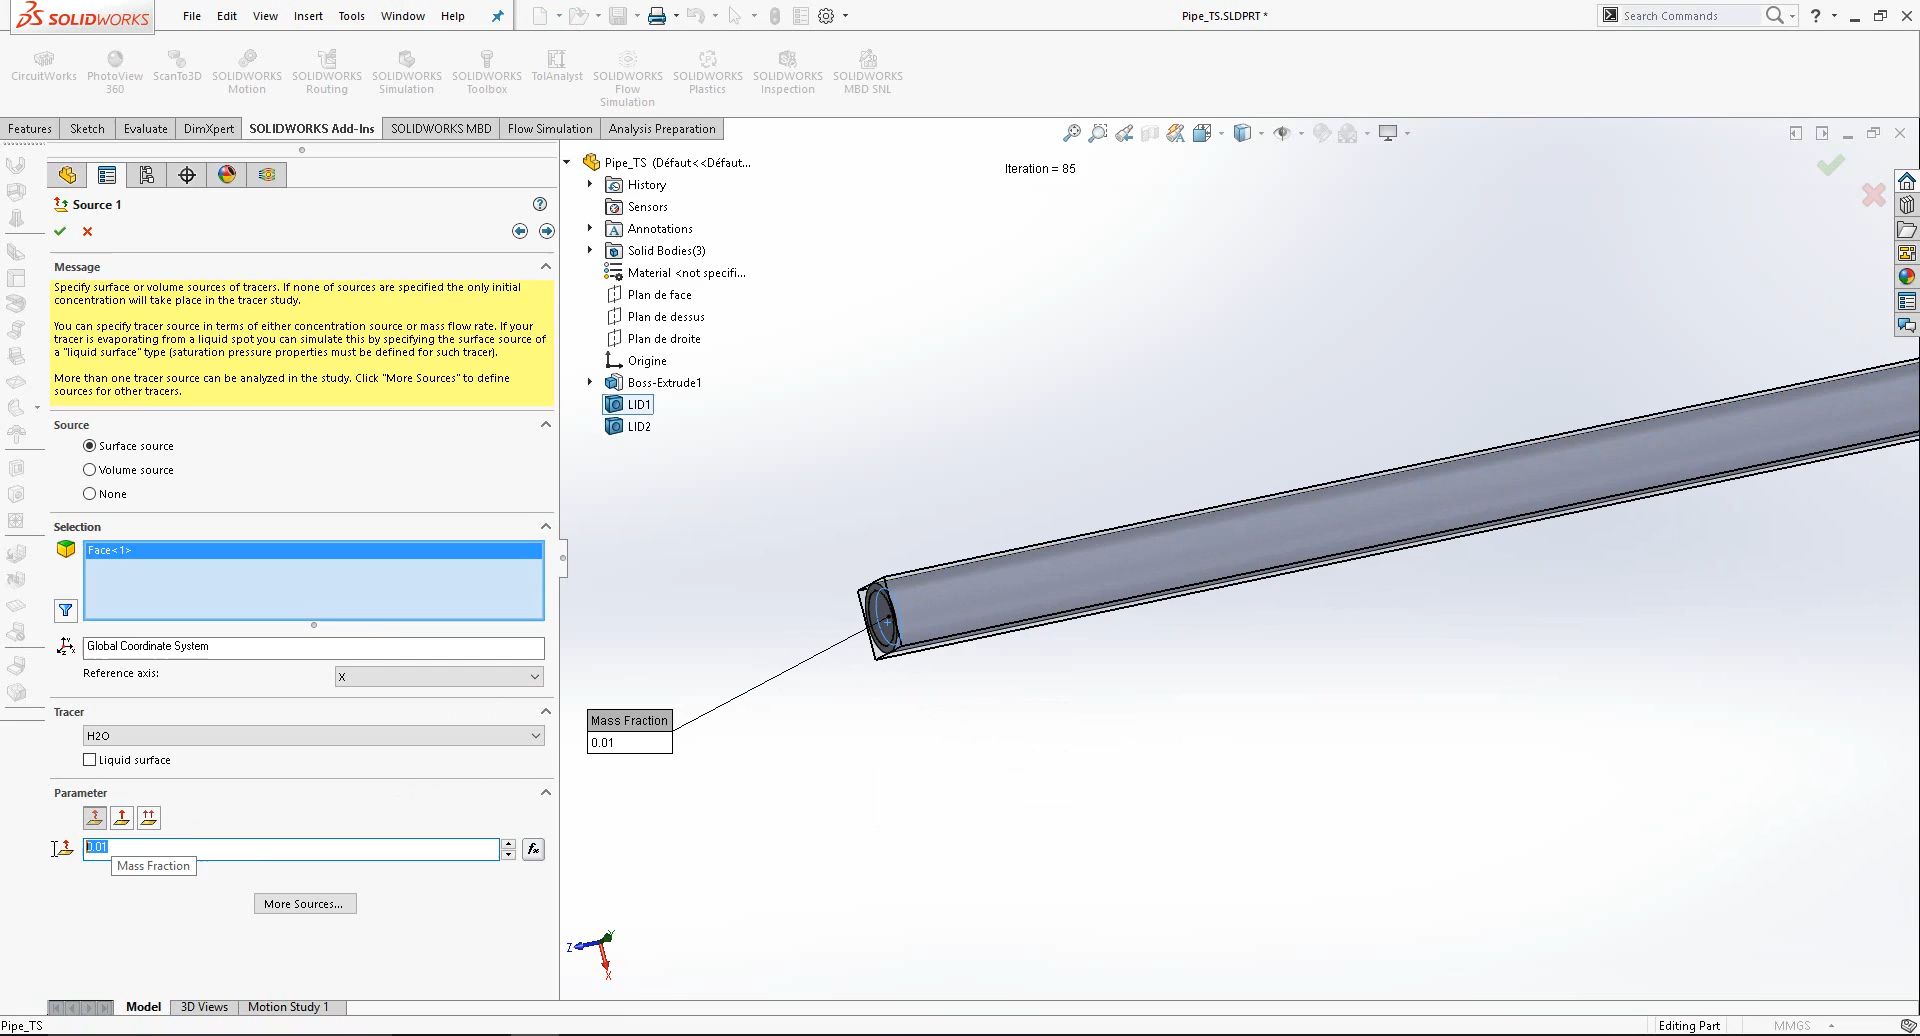 SOLIDWORKS
File Edit View Insert Tools Window Help
Pipe_TS.SLDPRT *
Search Commands
?
CircuitWorks
PhotoView
360
ScanTo3D
SOLIDWORKS
Motion
SOLIDWORKS
Routing
SOLIDWORKS
Simulation
SOLIDWORKS
Toolbox
TolAnalyst
SOLIDWORKS
Flow
Simulation
SOLIDWORKS
Plastics
SOLIDWORKS
Inspection
SOLIDWORKS
MBD SNL
Features Sketch Evaluate DimXpert SOLIDWORKS Add-Ins SOLIDWORKS MBD Flow Simulation Analysis Preparation
Source 1
?
Message
Specify surface or volume sources of tracers. If none of sources are specified the only initial
concentration will take place in the tracer study.
You can specify tracer source in terms of either concentration source or mass flow rate. If your
tracer is evaporating from a liquid spot you can simulate this by specifying the surface source of
a "liquid surface" type (saturation pressure properties must be defined for such tracer).
More than one tracer source can be analyzed in the study. Click "More Sources" to define
sources for other tracers.
Source
Surface source
Volume source
None
Selection
Face<1>
Global Coordinate System
Reference axis:
X
Tracer
H2O
Liquid surface
Parameter
0.01
fx
Mass Fraction
More Sources...
Pipe_TS (Défaut<<Défaut...
History
Sensors
Annotations
Solid Bodies(3)
Material <not specifi...
Plan de face
Plan de dessus
Plan de droite
Origine
Boss-Extrude1
LID1
LID2
Iteration = 85
Mass Fraction
0.01
Y
Z
X
Model 3D Views Motion Study 1
Pipe_TS
Editing Part
MMGS